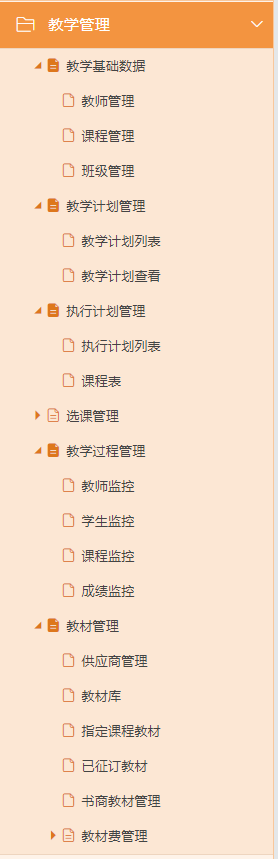 教学管理
教学基础数据
教师管理
课程管理
班级管理
教学计划管理
教学计划列表
教学计划查看
执行计划管理
执行计划列表
课程表
选课管理
教学过程管理
教师监控
学生监控
课程监控
成绩监控
教材管理
供应商管理
教材库
指定课程教材
已征订教材
书商教材管理
教材费管理